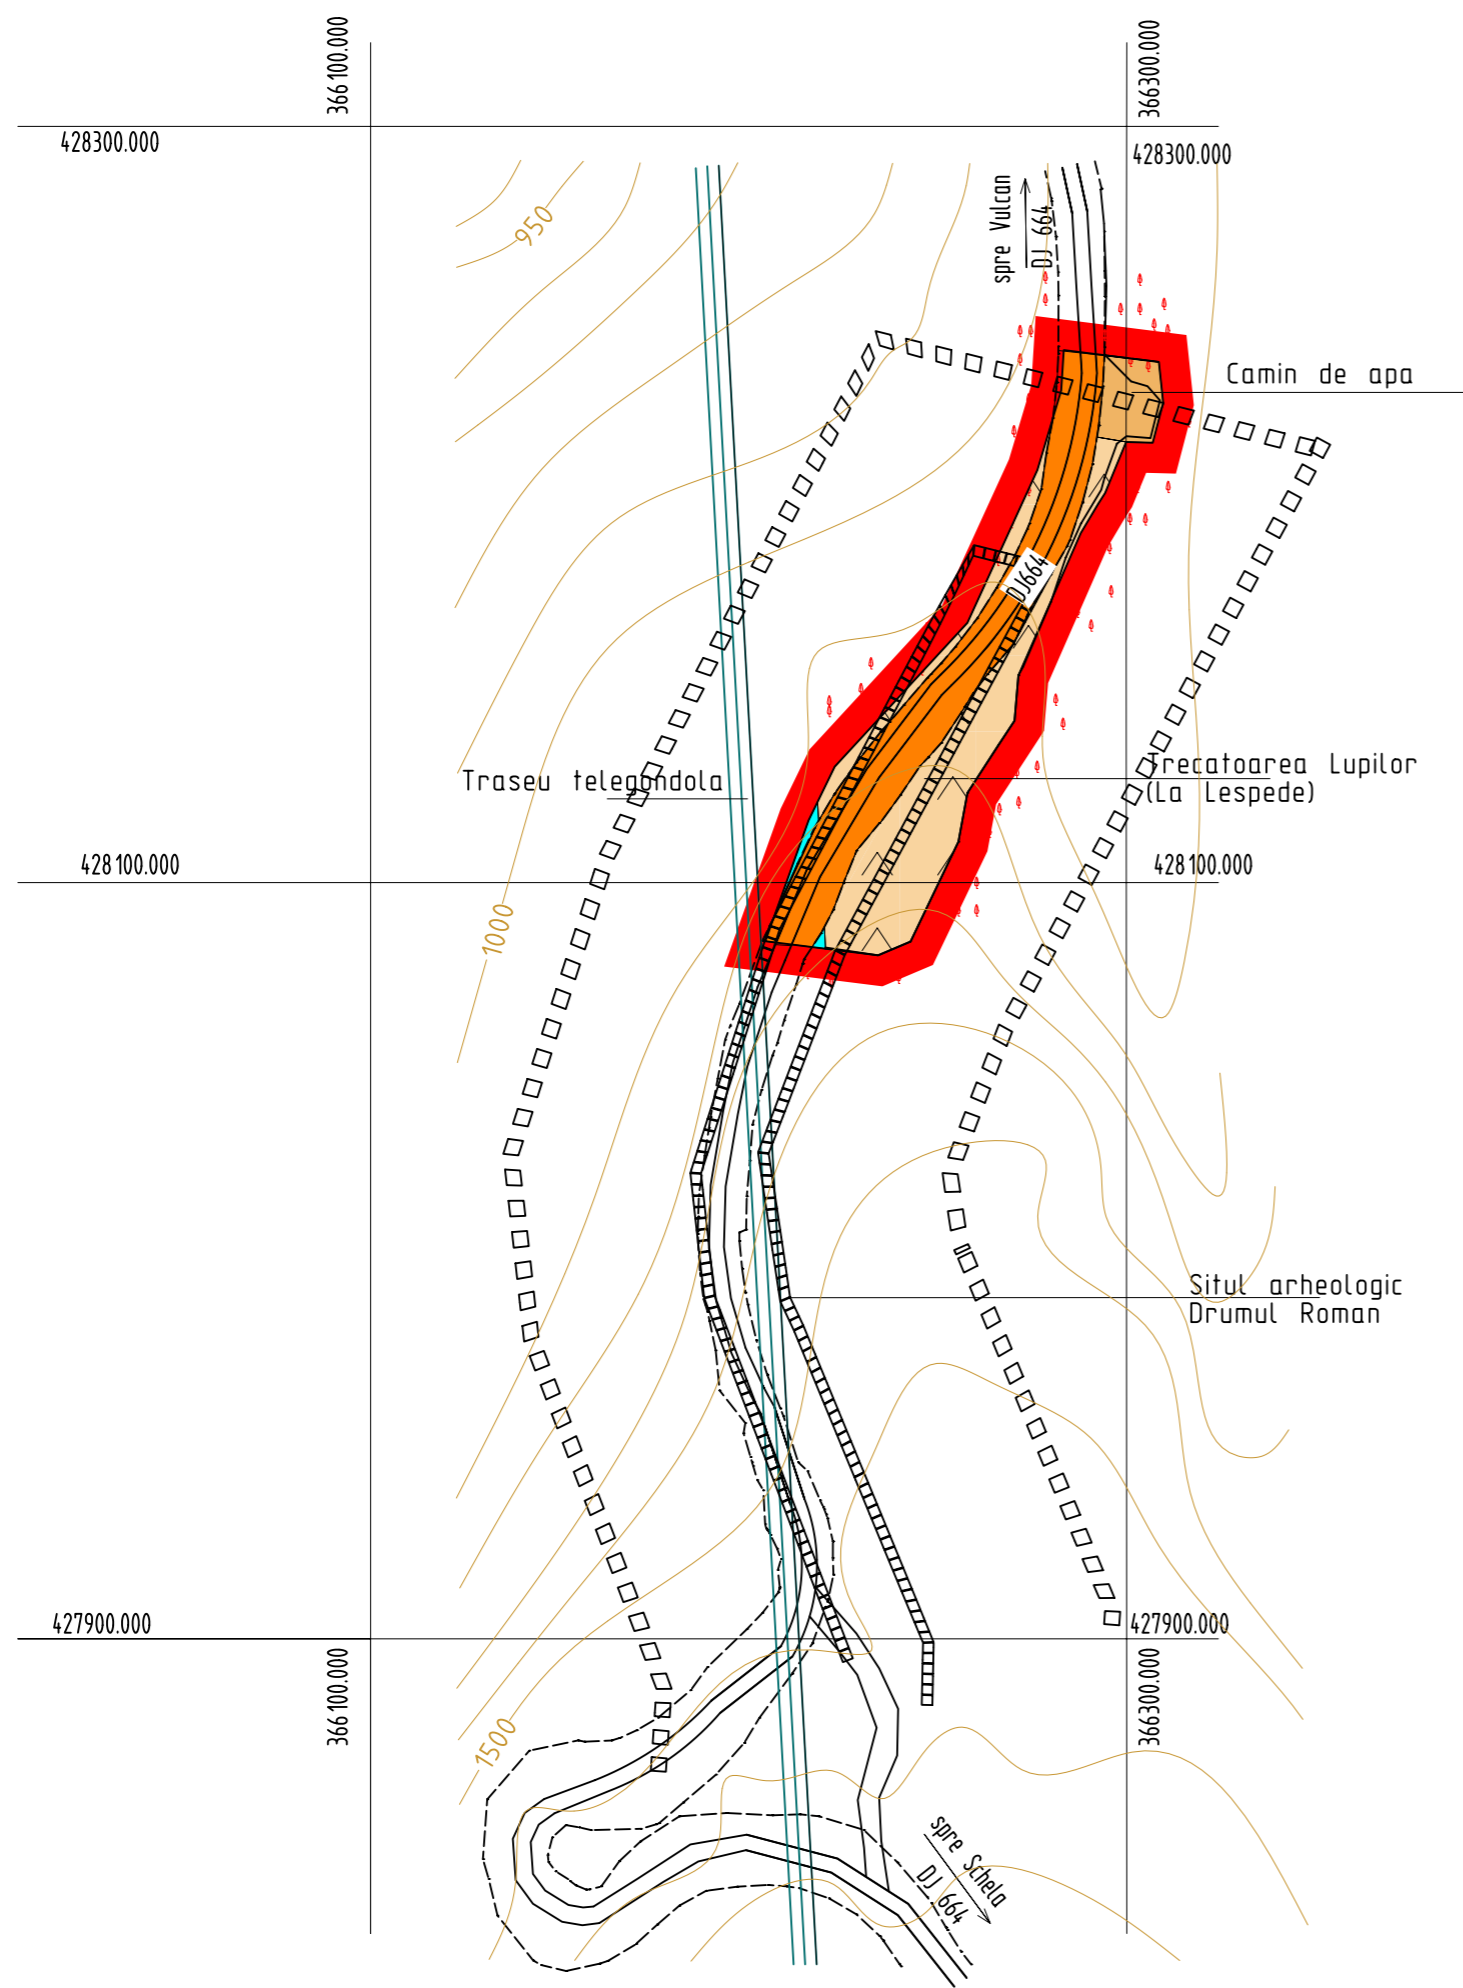 366100.000
366300.000
428300.000
428300.000
950
spre Vulcan
DJ 664
Camin de apa
DJ664
Traseu telegondola
Trecatoarea Lupilor
(La Lespede)
428100.000
428100.000
1000
Situl arheologic
Drumul Roman
427900.000
427900.000
366100.000
366300.000
1500
spre Schela
DJ 664